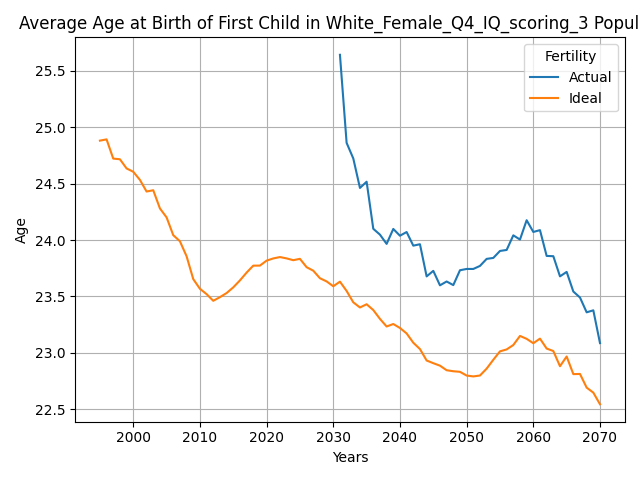 Average Age at Birth of First Child in White_Female_Q4_IQ_scoring_3 Popul
Fertility
Actual
Ideal
25.5
25.0
24.5
24.0
23.5
23.0
22.5
Age
2000 2010 2020 2030 2040 2050 2060 2070
Years